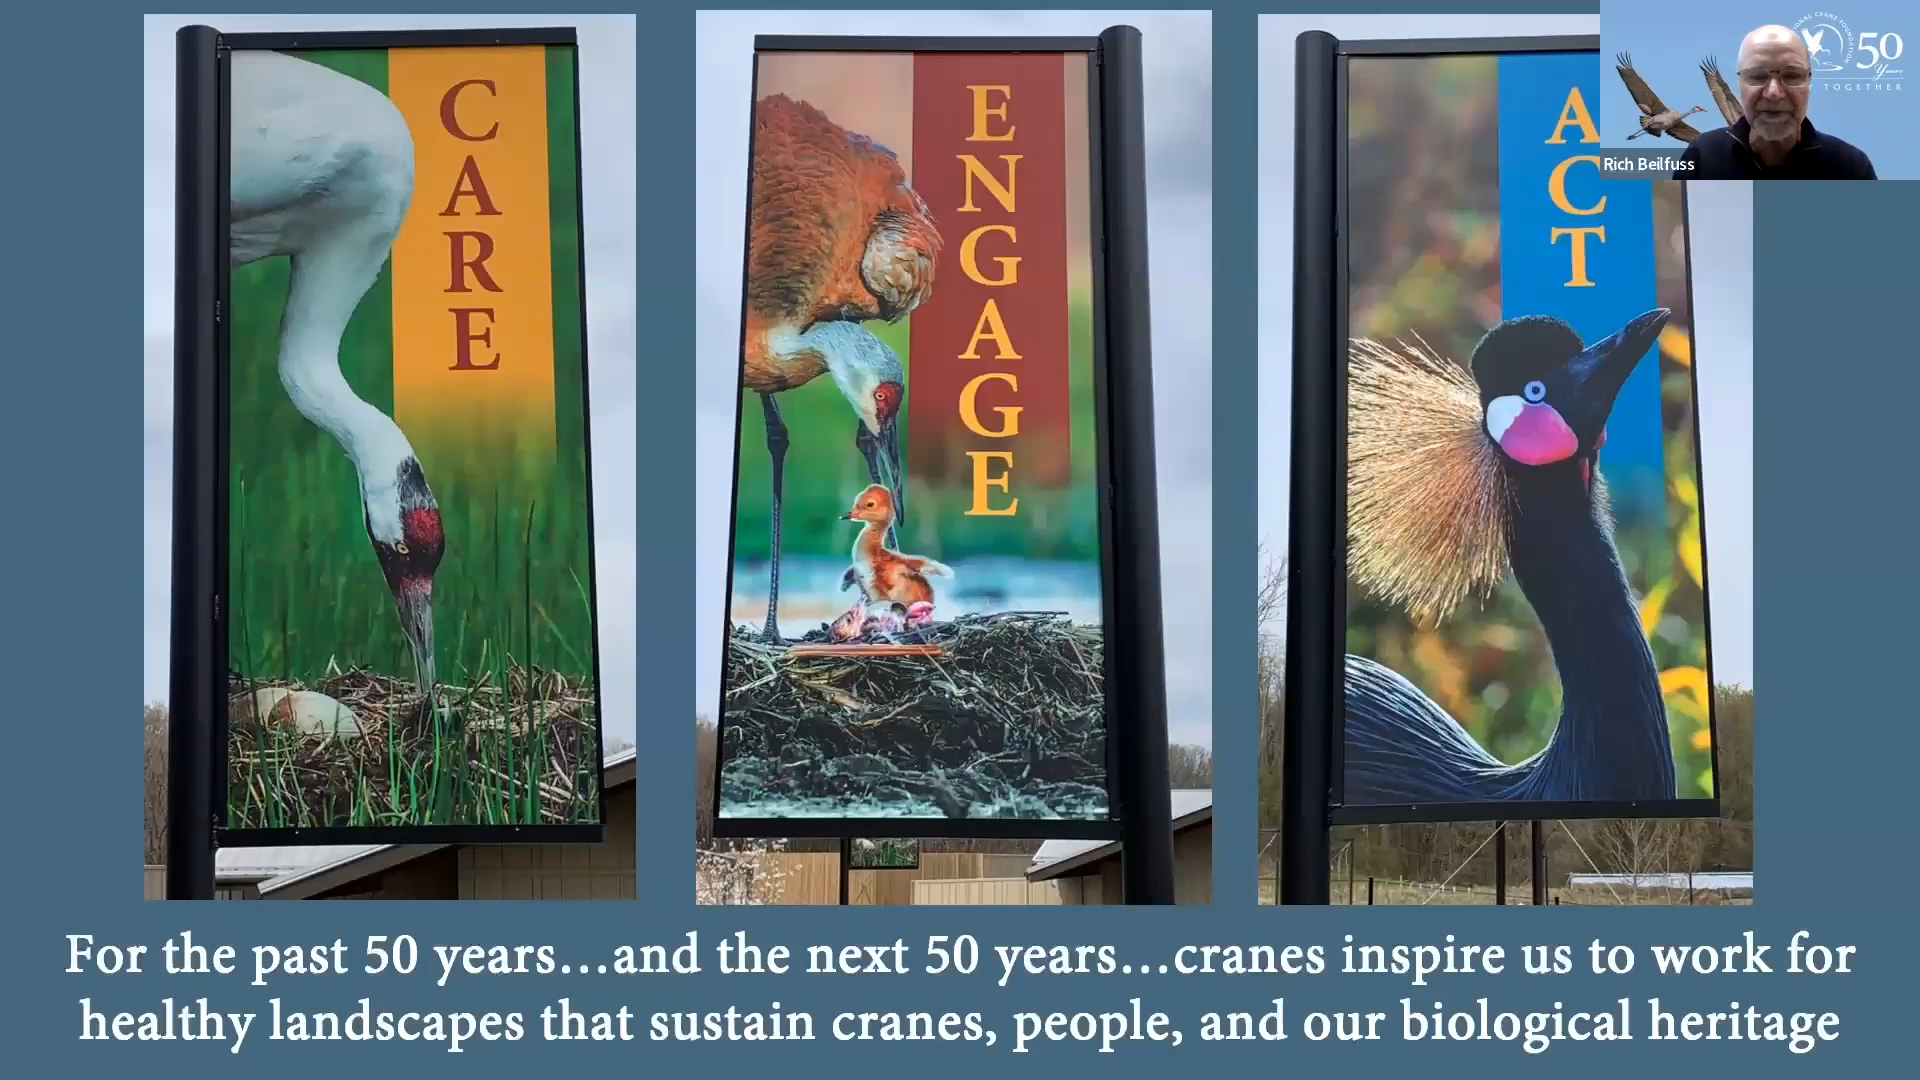 CARE
ENGAGE
ACT
50
Years
TOGETHER
Rich Beilfuss
For the past 50 years...and the next 50 years...cranes inspire us to work for
healthy landscapes that sustain cranes, people, and our biological heritage